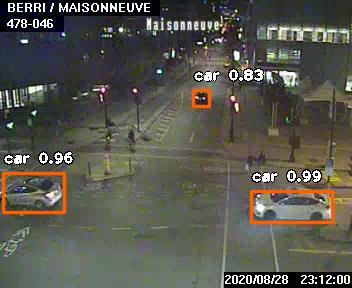 BERRI / MAISONNEUVE
478-046
Maisonneuve
car 0.83
car 0.96
car 0.99
2020/08/28 23:12:00